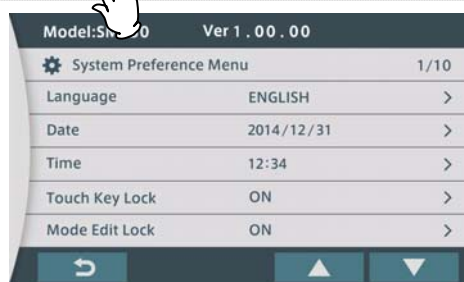 Ver 1.00.00
System Preference Menu 1/10
Language ENGLISH >
Date 2014/12/31 >
Time 12:34 >
Touch Key Lock ON >
Mode Edit Lock ON >